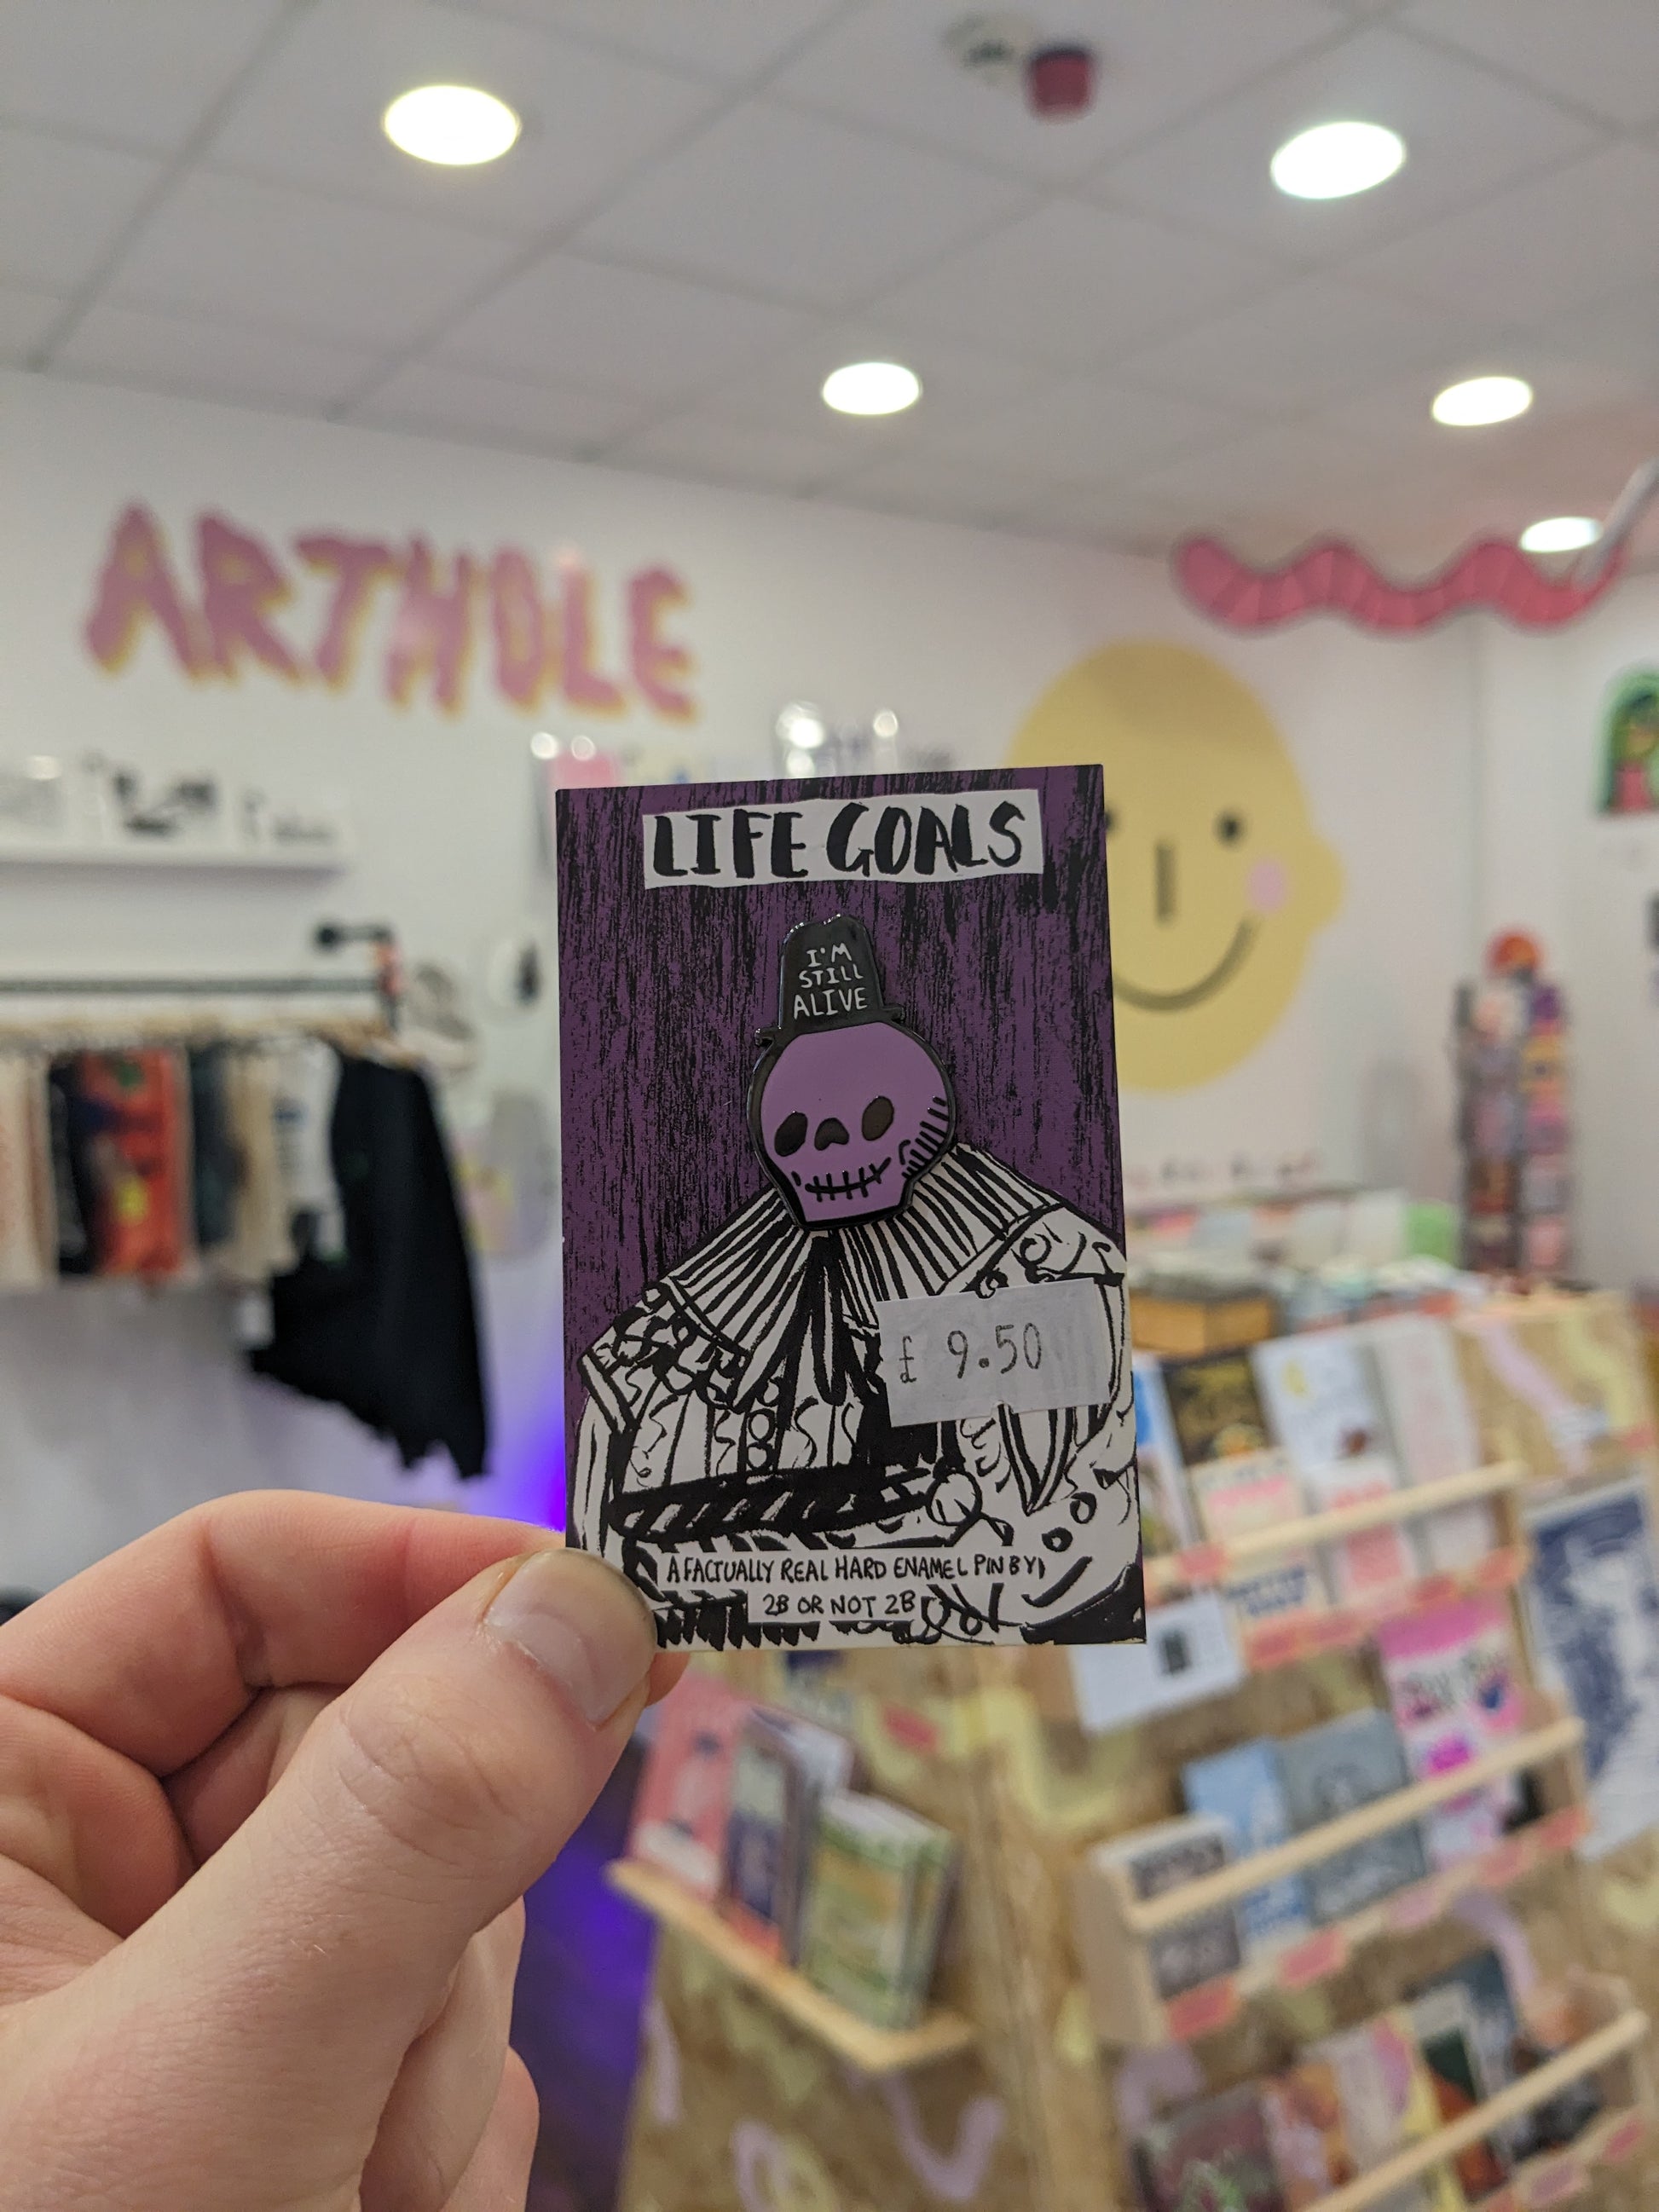 ARTHOLE
LIFE GOALS
I'M
STILL
ALIVE
£ 9.50
A FACTUALLY REAL HARD ENAMEL PIN BY
2B OR NOT 2B